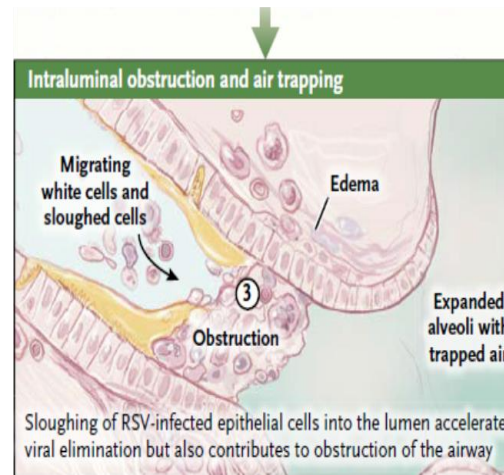 Intraluminal obstruction and air trapping
Migrating
white cells and
sloughed cells
Edema
3
Obstruction
Expanded
alveoli with
trapped air
Sloughing of RSV-infected epithelial cells into the lumen accelerate
viral elimination but also contributes to obstruction of the airway